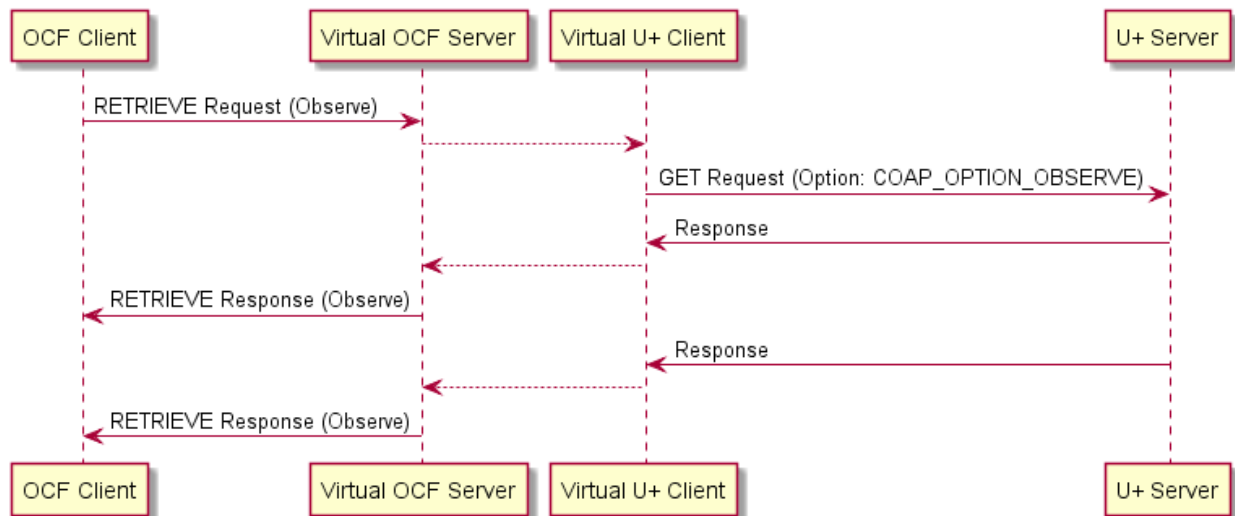 OCF Client
Virtual OCF Server
Virtual U+ Client
U+ Server
RETRIEVE Request (Observe)
GET Request (Option: COAP_OPTION_OBSERVE)
Response
RETRIEVE Response (Observe)
Response
RETRIEVE Response (Observe)
OCF Client
Virtual OCF Server
Virtual U+ Client
U+ Server